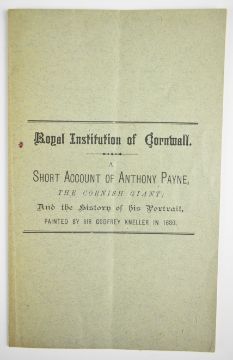 Royal Institution of Cornwall.
A
SHORT ACCOUNT OF ANTHONY PAYNE,
THE CORNISH GIANT;
And the History of his Portrait,
PAINTED BY SIR GODFREY KNELLER IN 1680.